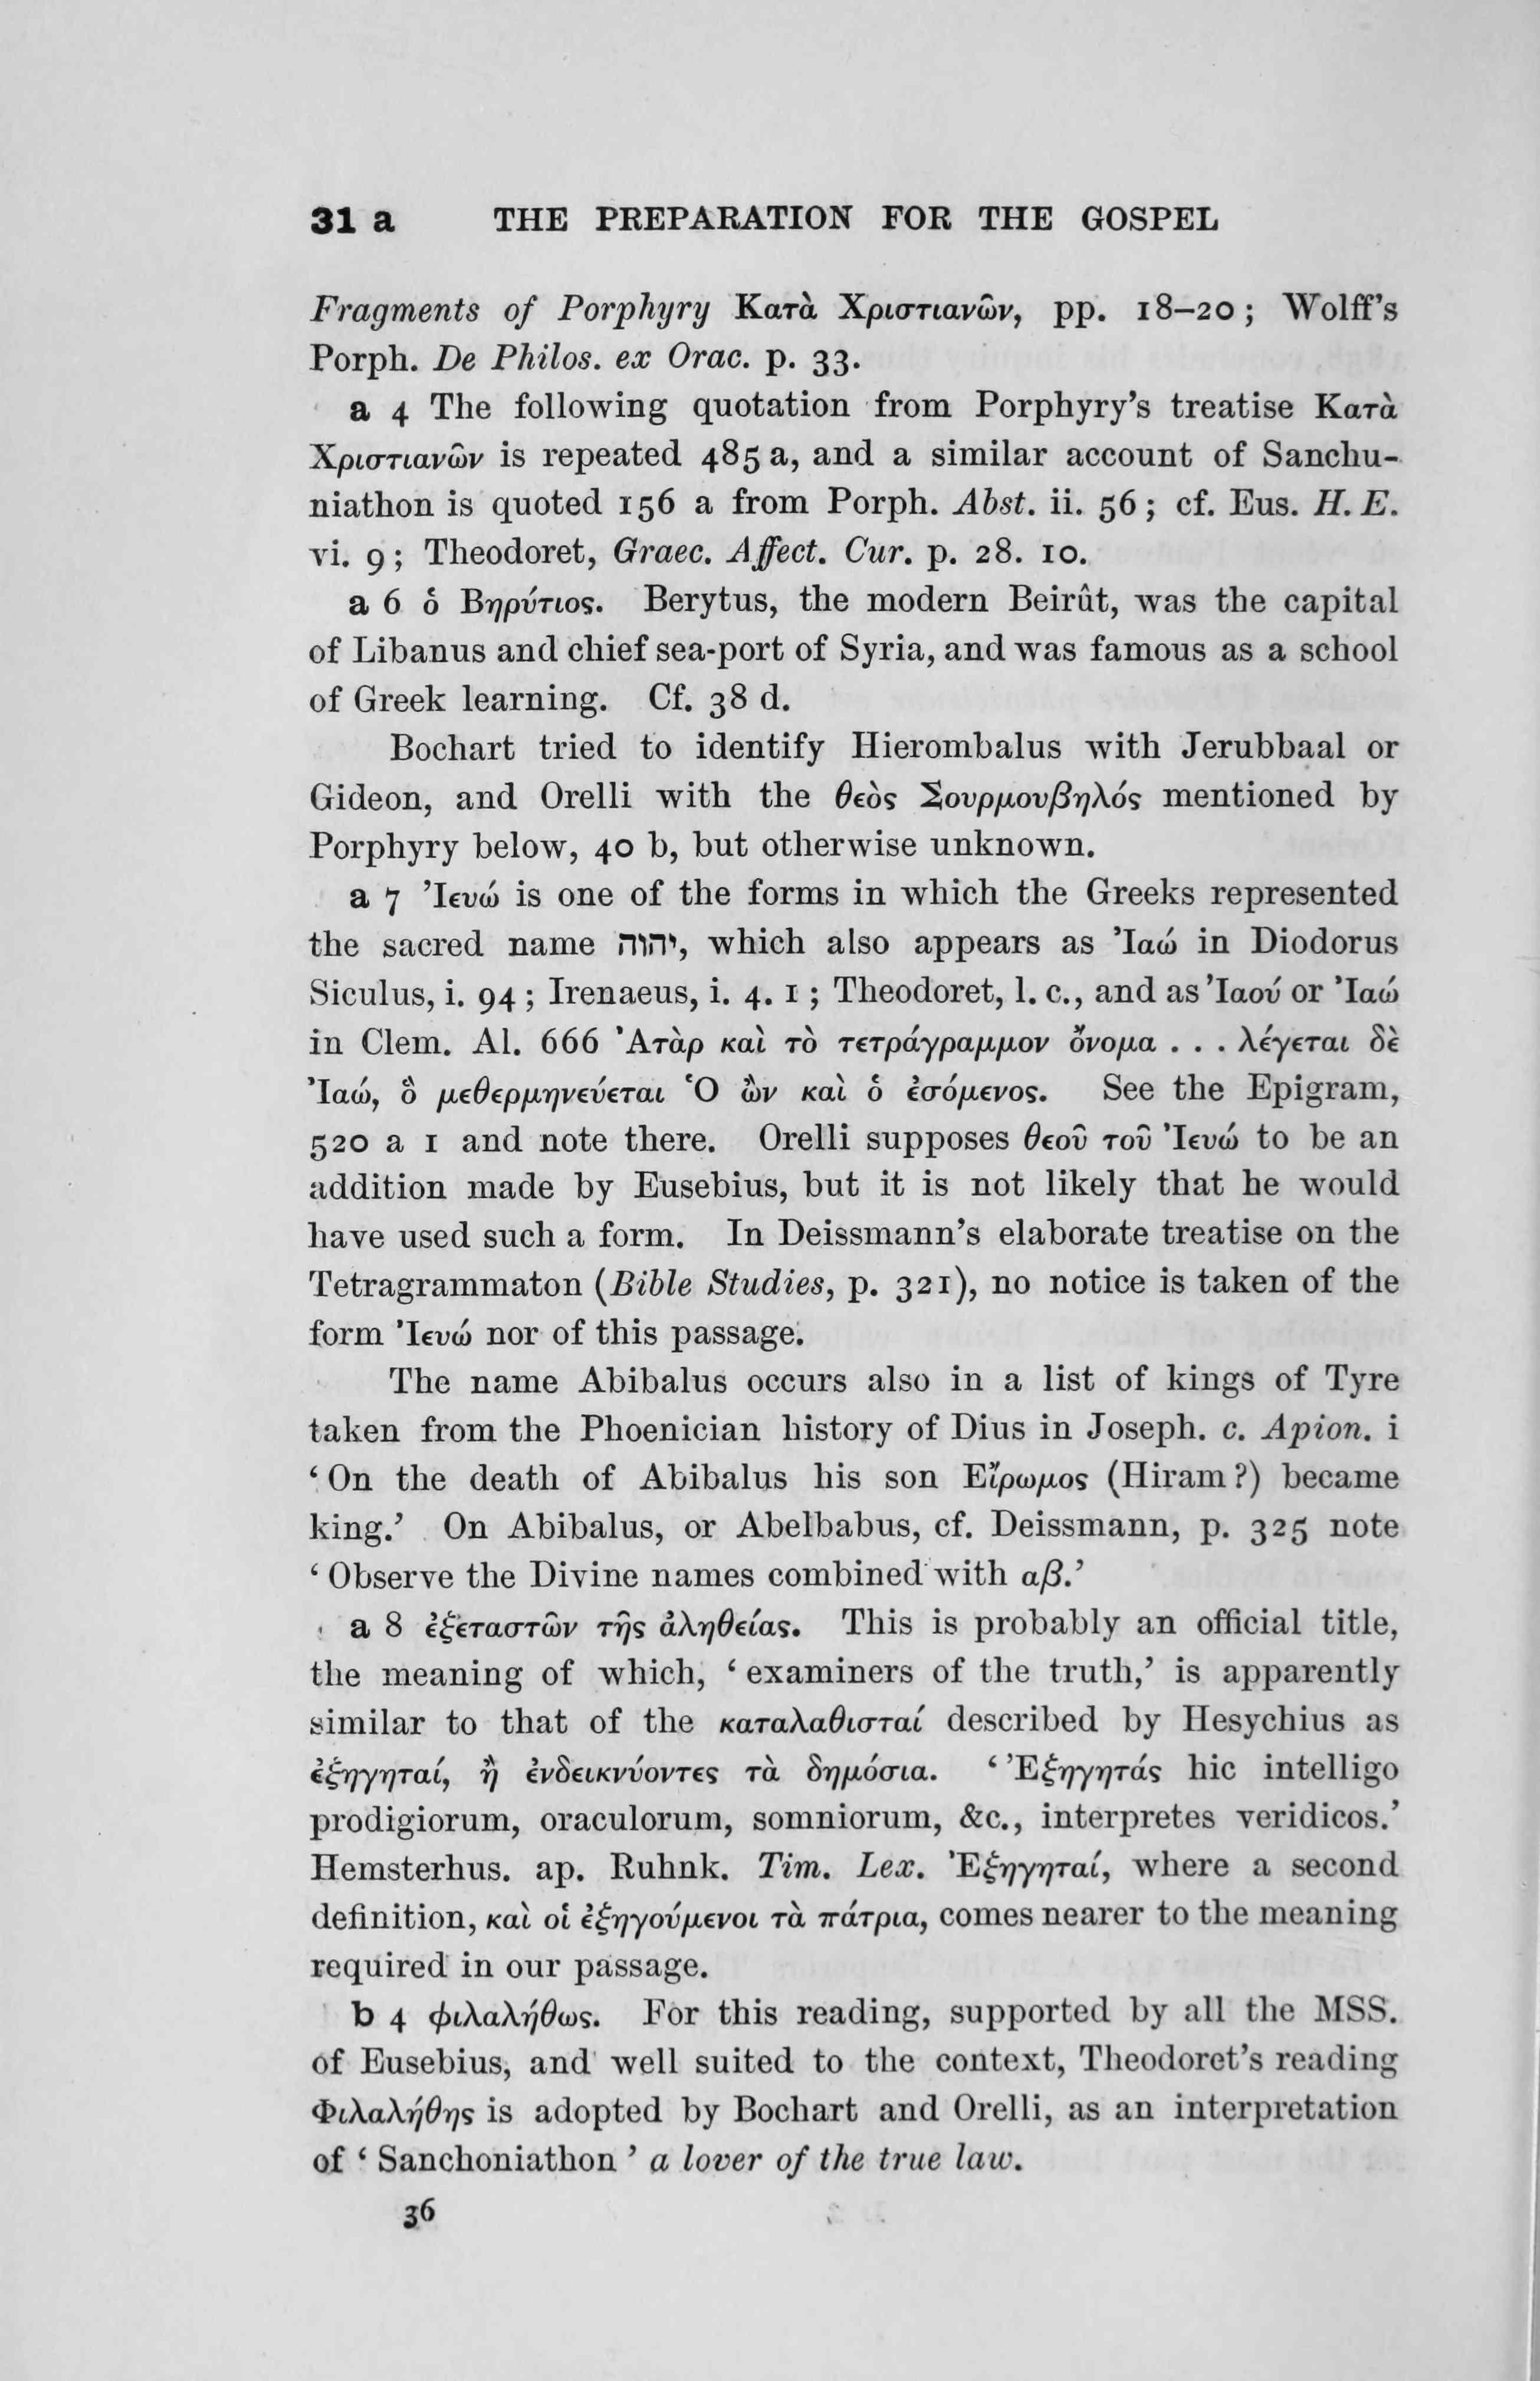 31 a THE PREPARATION FOR THE GOSPEL
Fragments of Porphyry Κατὰ Χριστιανῶν, pp. 18–20; Wolff's
Porph. De Philos. ex Orac. p. 33.
a 4 The following quotation from Porphyry's treatise Κατὰ
Χριστιανῶν is repeated 485 a, and a similar account of Sanchu-
niathon is quoted 156 a from Porph. Abst. ii. 56; cf. Eus. H. E.
vi. 9; Theodoret, Graec. Affect. Cur. p. 28. 10.
a 6 ὁ Βηρύτιος. Berytus, the modern Beirût, was the capital
of Libanus and chief sea-port of Syria, and was famous as a school
of Greek learning. Cf. 38 d.
Bochart tried to identify Hierombalus with Jerubbaal or
Gideon, and Orelli with the θεὸς Σουρμουβηλός mentioned by
Porphyry below, 40 b, but otherwise unknown.
a 7 Ἰευώ is one of the forms in which the Greeks represented
the sacred name יהוה, which also appears as Ἰαώ in Diodorus
Siculus, i. 94; Irenaeus, i. 4. 1; Theodoret, l. c., and as Ἰαού or Ἰαώ
in Clem. Al. 666 Ἀτὰρ καὶ τὸ τετράγραμμον ὄνομα . . . λέγεται δὲ
Ἰαώ, ὃ μεθερμηνεύεται Ὁ ὢν καὶ ὁ ἐσόμενος. See the Epigram,
520 a 1 and note there. Orelli supposes θεοῦ τοῦ Ἰευώ to be an
addition made by Eusebius, but it is not likely that he would
have used such a form. In Deissmann's elaborate treatise on the
Tetragrammaton (Bible Studies, p. 321), no notice is taken of the
form Ἰευώ nor of this passage.
The name Abibalus occurs also in a list of kings of Tyre
taken from the Phoenician history of Dius in Joseph. c. Apion. i
‘On the death of Abibalus his son Εἴρωμος (Hiram?) became
king.’ On Abibalus, or Abelbabus, cf. Deissmann, p. 325 note
‘Observe the Divine names combined with αβ.’
a 8 ἐξεταστῶν τῆς ἀληθείας. This is probably an official title,
the meaning of which, ‘examiners of the truth,’ is apparently
similar to that of the καταλαθισταί described by Hesychius as
ἐξηγηταί, ἢ ἐνδεικνύοντες τὰ δημόσια. ‘Ἐξηγητάς hic intelligo
prodigiorum, oraculorum, somniorum, &c., interpretes veridicos.’
Hemsterhus. ap. Ruhnk. Tim. Lex. Ἐξηγηταί, where a second
definition, καὶ οἱ ἐξηγούμενοι τὰ πάτρια, comes nearer to the meaning
required in our passage.
b 4 φιλαλήθως. For this reading, supported by all the MSS.
of Eusebius, and well suited to the context, Theodoret's reading
Φιλαλήθης is adopted by Bochart and Orelli, as an interpretation
of ‘Sanchoniathon’ a lover of the true law.
36